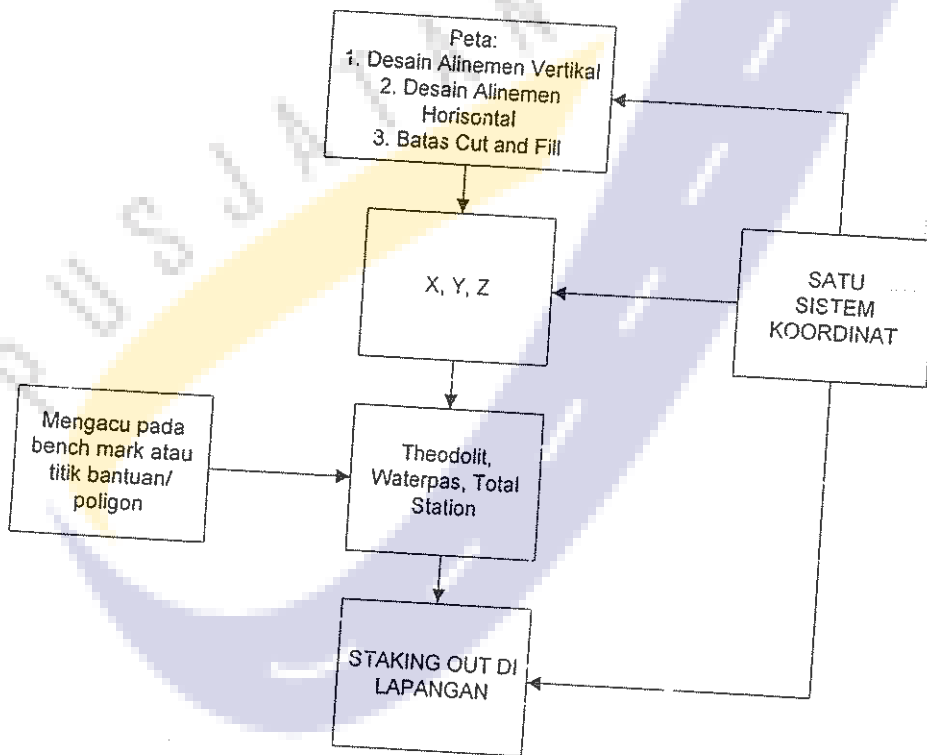 Peta:
1. Desain Alinemen Vertikal
2. Desain Alinemen
Horisontal
3. Batas Cut and Fill
X, Y, Z
SATU
SISTEM
KOORDINAT
Mengacu pada
bench mark atau
titik bantuan/
poligon
Theodolit,
Waterpas, Total
Station
STAKING OUT DI
LAPANGAN
PUSJATAN